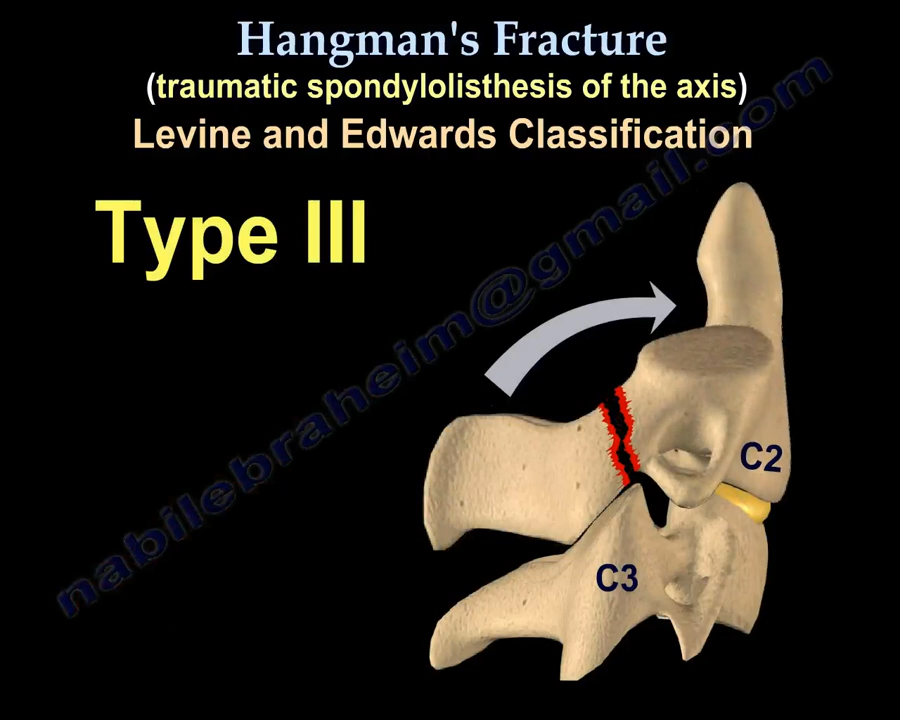 Hangman's Fracture
(traumatic spondylolisthesis of the axis)
Levine and Edwards Classification
Type III
nabilebraheim@gmail.com
C2
C3